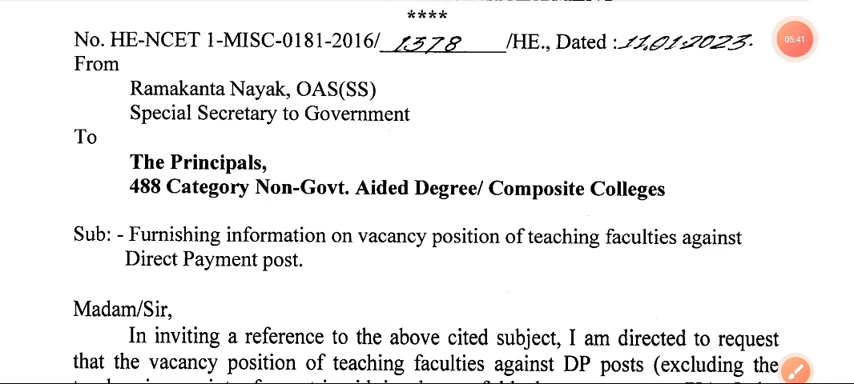 ****
No. HE-NCET 1-MISC-0181-2016/ 1378 /HE., Dated : 11.01.2023.
05:41
From
Ramakanta Nayak, OAS(SS)
Special Secretary to Government
To
The Principals,
488 Category Non-Govt. Aided Degree/ Composite Colleges
Sub: - Furnishing information on vacancy position of teaching faculties against
Direct Payment post.
Madam/Sir,
In inviting a reference to the above cited subject, I am directed to request
that the vacancy position of teaching faculties against DP posts (excluding the